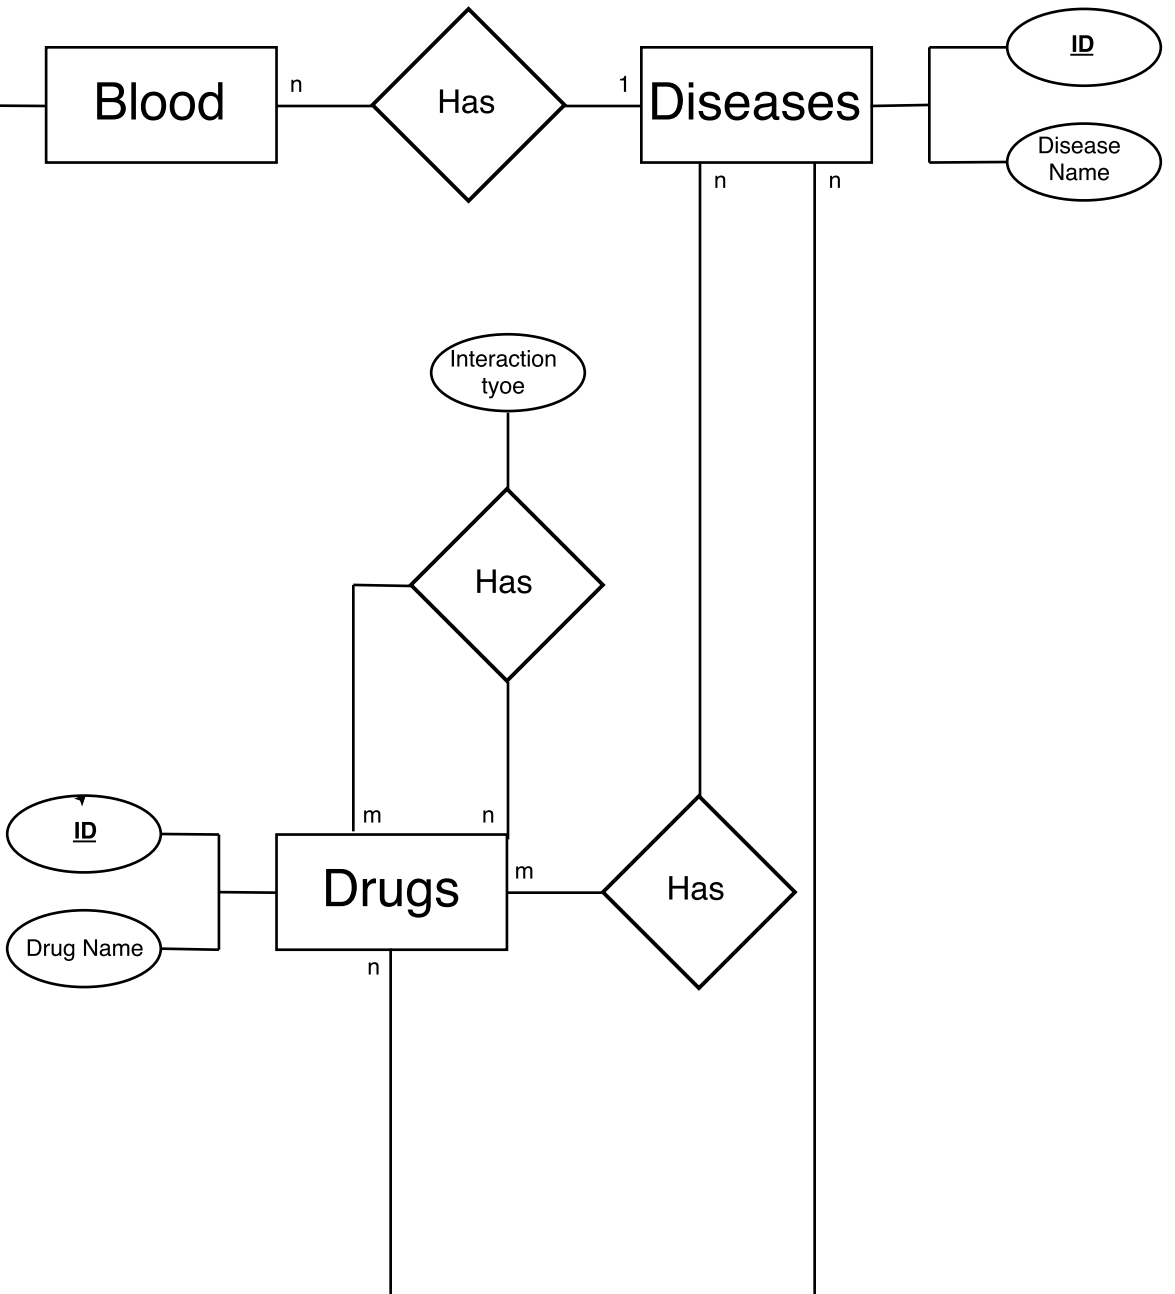 Blood
n
Has
1
Diseases
ID
Disease
Name
n
n
Interaction
tyoe
Has
m
n
ID
Drugs
m
Has
Drug Name
n